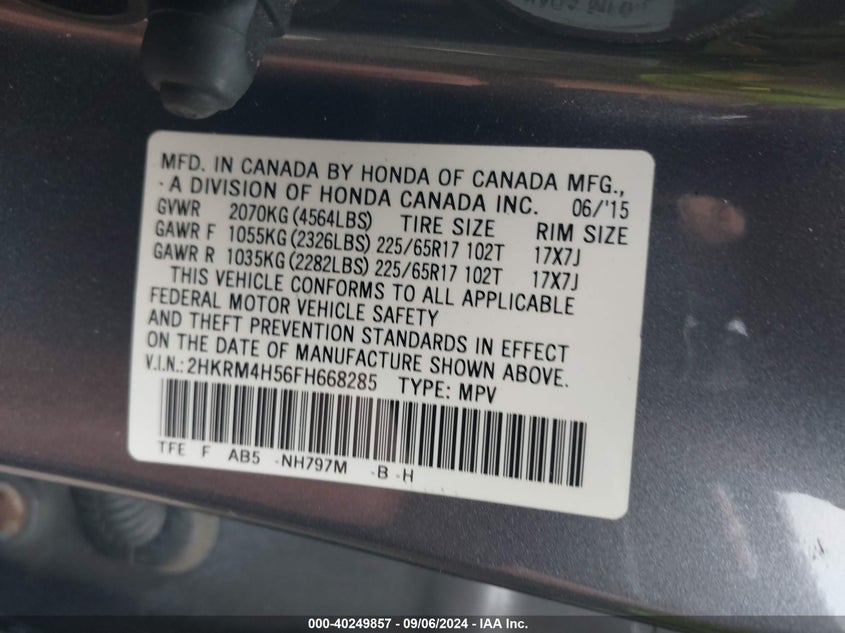 MFD. IN CANADA BY HONDA OF CANADA MFG.,
A DIVISION OF HONDA CANADA INC. 06/'15
GVWR 2070KG (4564LBS) TIRE SIZE RIM SIZE
GAWR F 1055KG (2326LBS) 225/65R17 102T 17X7J
GAWR R 1035KG (2282LBS) 225/65R17 102T 17X7J
THIS VEHICLE CONFORMS TO ALL APPLICABLE
FEDERAL MOTOR VEHICLE SAFETY
AND THEFT PREVENTION STANDARDS IN EFFECT
ON THE DATE OF MANUFACTURE SHOWN ABOVE.
V.I.N.: 2HKRM4H56FH668285 TYPE: MPV
TFE F AB5 -NH797M -B -H
000-40249857 - 09/06/2024 - IAA Inc.